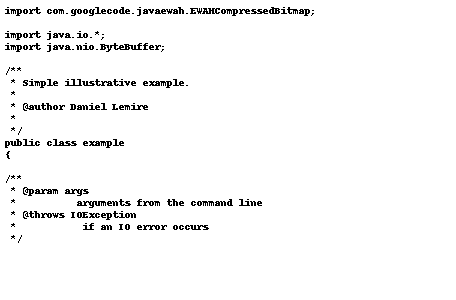 import com.googlecode.javaewah.EWAHCompressedBitmap;
import java.io.*;
import java.nio.ByteBuffer;
/**
 * Simple illustrative example.
 *
 * @author Daniel Lemire
 *
 */
public class example
{
/**
 * @param args
 *          arguments from the command line
 * @throws IOException
 *           if an IO error occurs
 */